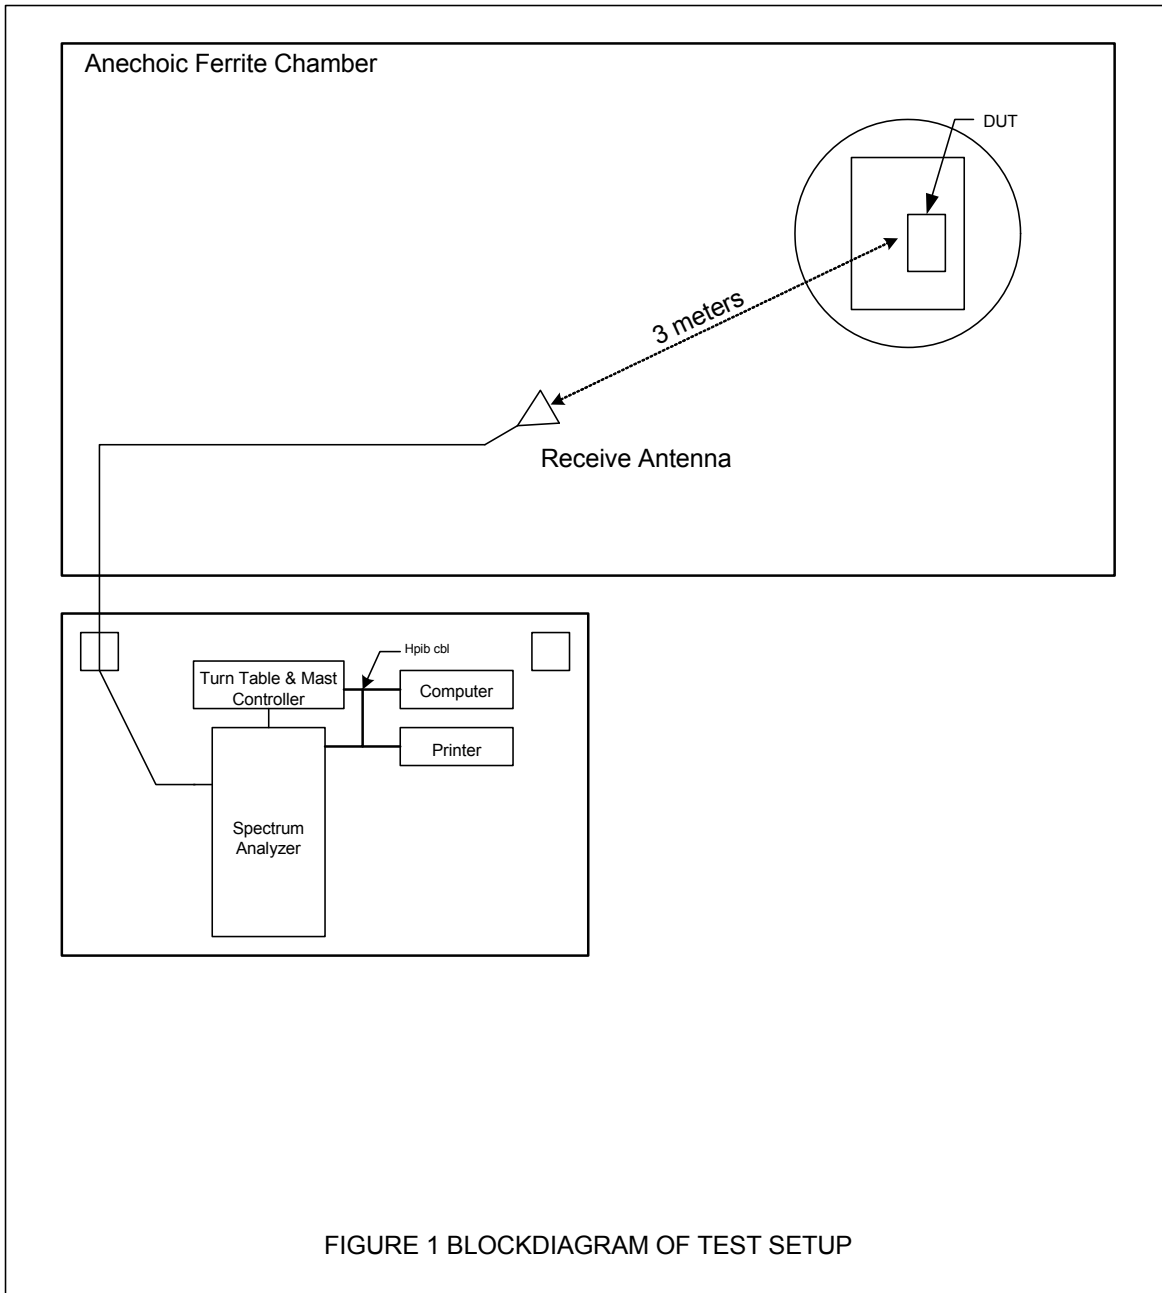 Anechoic Ferrite Chamber
DUT
3 meters
Receive Antenna
Hpib cbl
Turn Table & Mast
Controller
Computer
Printer
Spectrum
Analyzer
FIGURE 1 BLOCKDIAGRAM OF TEST SETUP